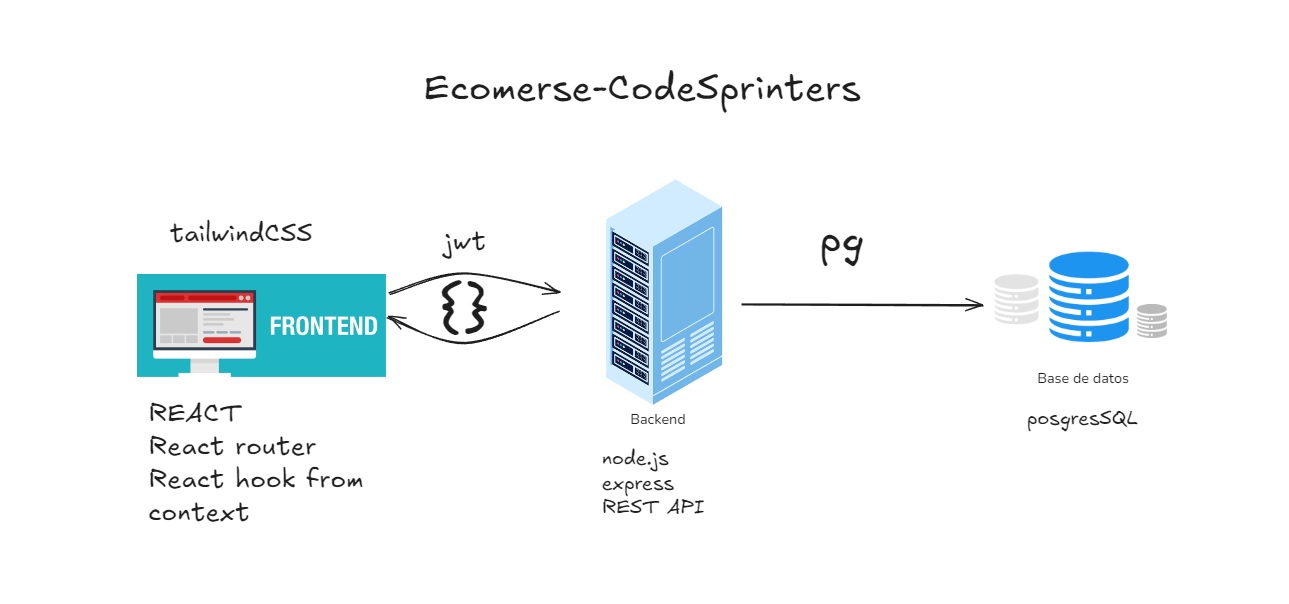 Ecomerse-CodeSprinters
tailwindCSS
jwt
{}
pg
FRONTEND
REACT
React router
React hook from
context
Backend
node.js
express
REST API
Base de datos
posgresSQL